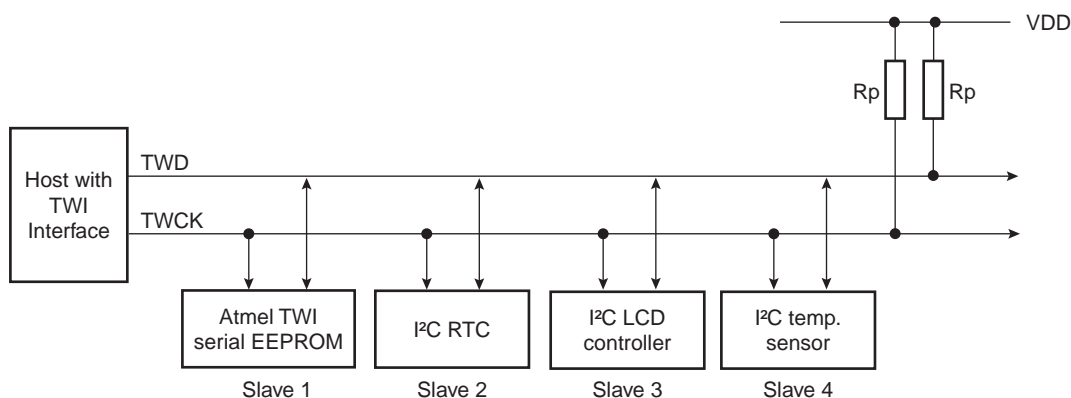 VDD
Rp
Rp
Host with
TWI
Interface
TWD
TWCK
Atmel TWI
serial EEPROM
Slave 1
I²C RTC
Slave 2
I²C LCD
controller
Slave 3
I²C temp.
sensor
Slave 4